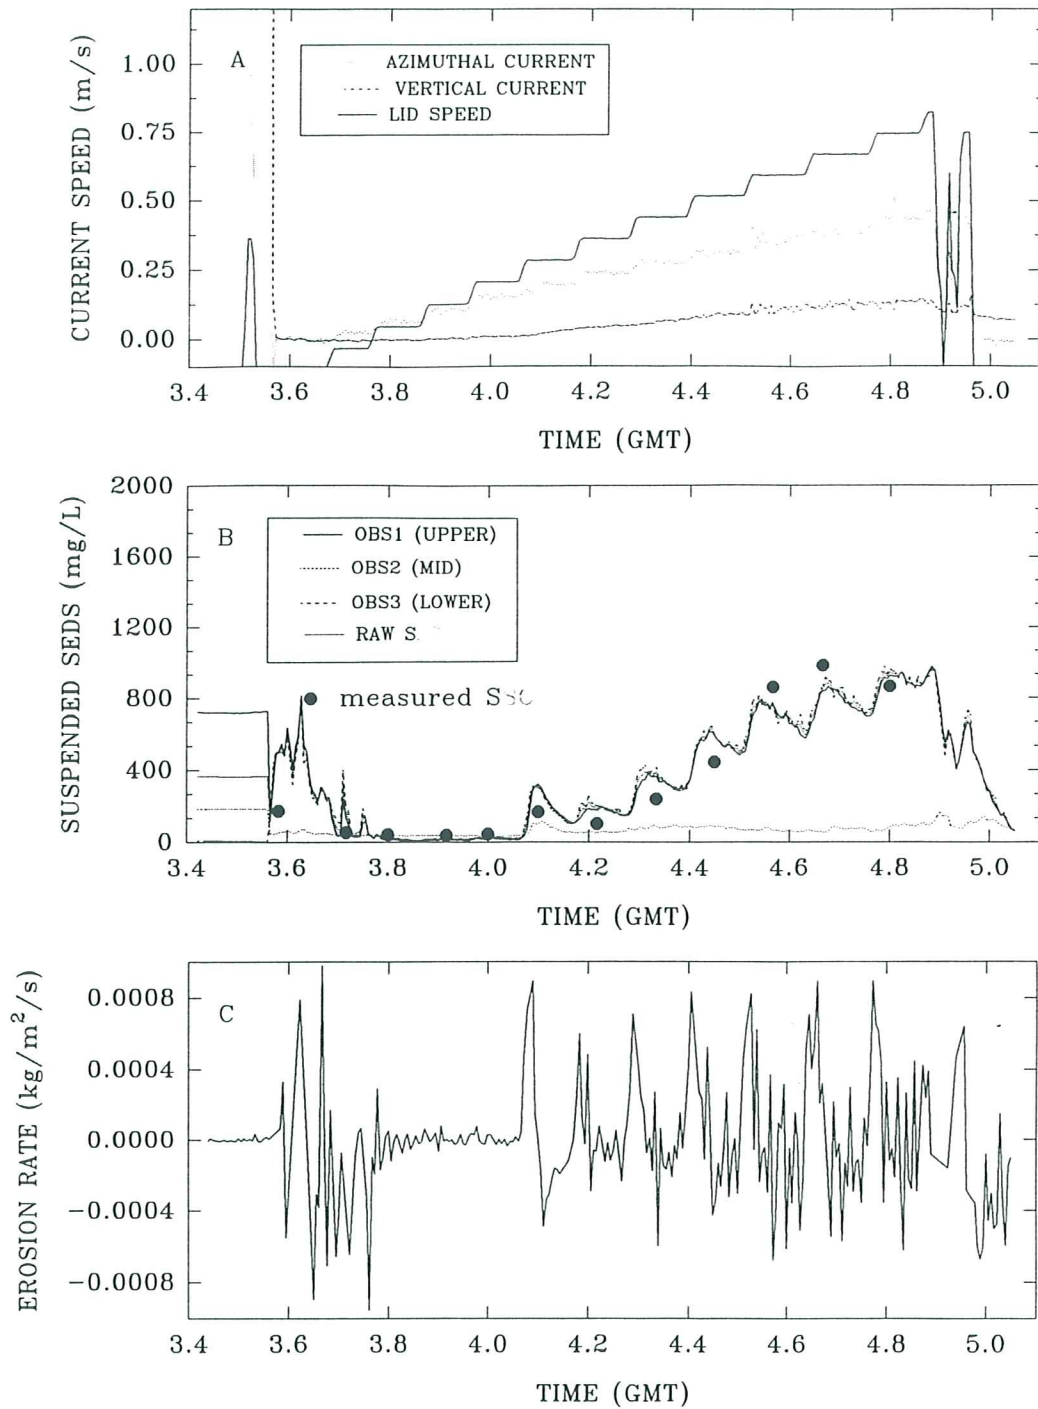 A
AZIMUTHAL CURRENT
VERTICAL CURRENT
LID SPEED
CURRENT SPEED (m/s)
1.00
0.75
0.50
0.25
0.00
3.4 3.6 3.8 4.0 4.2 4.4 4.6 4.8 5.0
TIME (GMT)
B
OBS1 (UPPER)
OBS2 (MID)
OBS3 (LOWER)
RAW S
measured SSC
SUSPENDED SEDS (mg/L)
2000
1600
1200
800
400
0
3.4 3.6 3.8 4.0 4.2 4.4 4.6 4.8 5.0
TIME (GMT)
C
EROSION RATE (kg/m²/s)
0.0008
0.0004
0.0000
−0.0004
−0.0008
3.4 3.6 3.8 4.0 4.2 4.4 4.6 4.8 5.0
TIME (GMT)